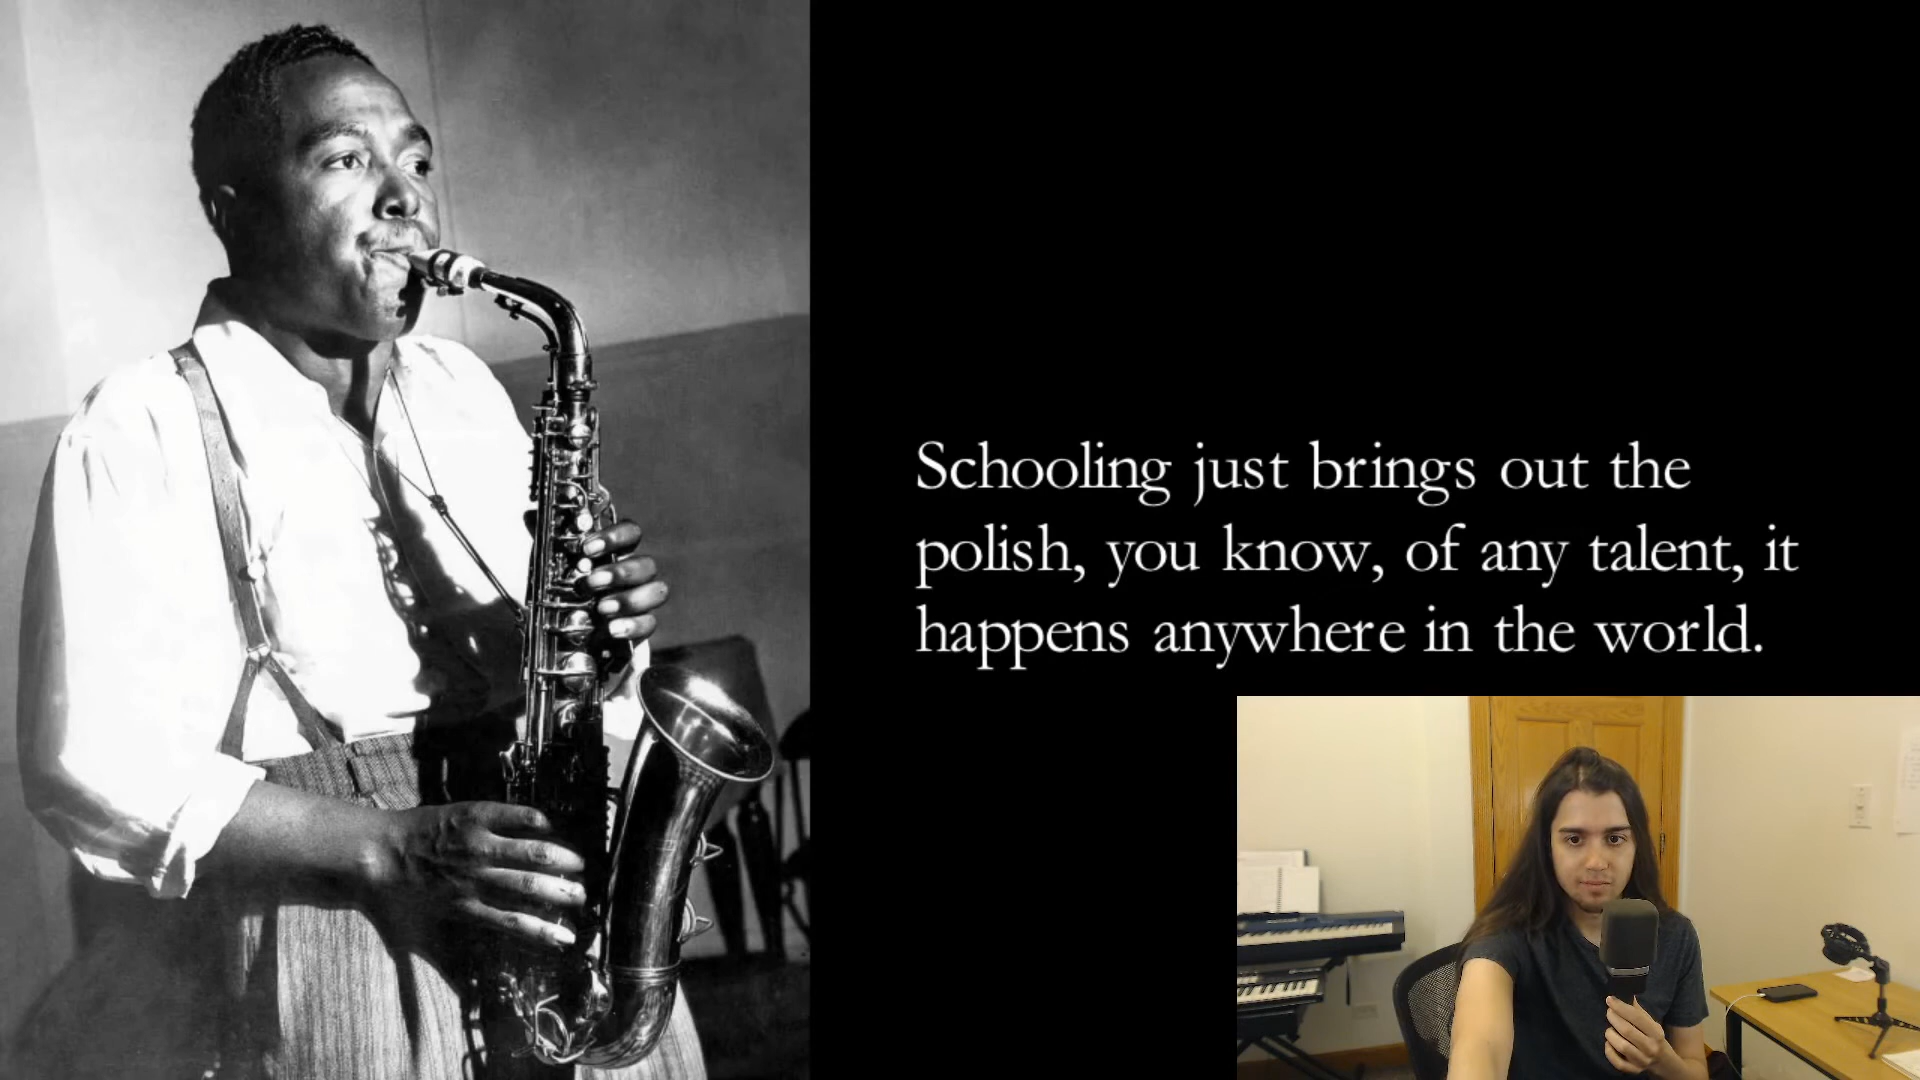 Schooling just brings out the
polish, you know, of any talent, it
happens anywhere in the world.